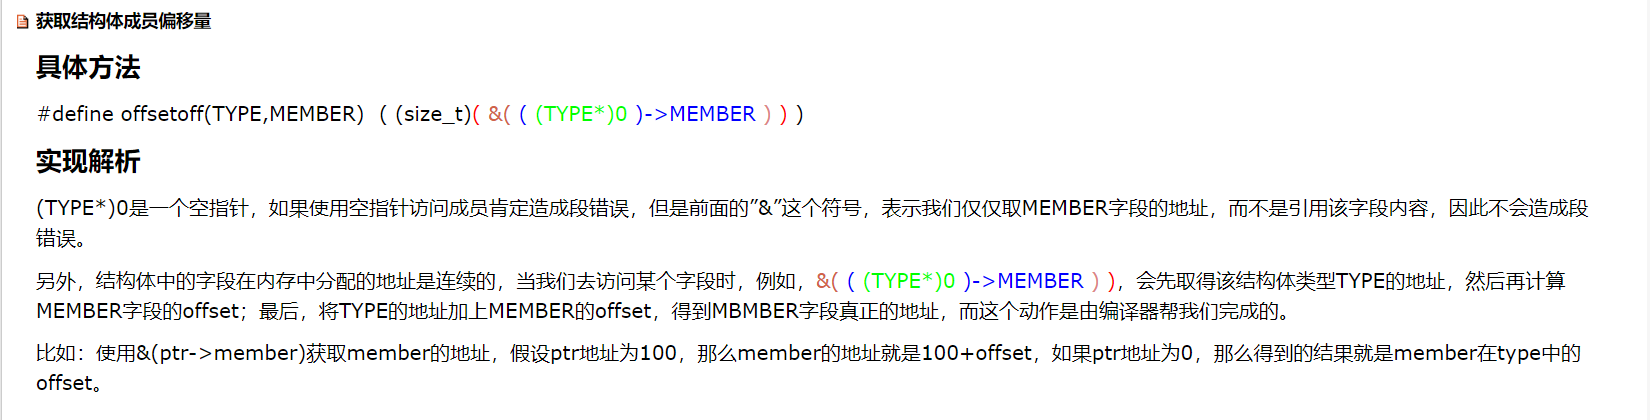 获取结构体成员偏移量
具体方法
#define offsetoff(TYPE,MEMBER) ( (size_t)( &( ( (TYPE*)0 )->MEMBER ) ) )
实现解析
(TYPE*)0是一个空指针，如果使用空指针访问成员肯定造成段错误，但是前面的”&”这个符号，表示我们仅仅取MEMBER字段的地址，而不是引用该字段内容，因此不会造成段
错误。
另外，结构体中的字段在内存中分配的地址是连续的，当我们去访问某个字段时，例如，&( ( (TYPE*)0 )->MEMBER ) )，会先取得该结构体类型TYPE的地址，然后再计算
MEMBER字段的offset；最后，将TYPE的地址加上MEMBER的offset，得到MBMBER字段真正的地址，而这个动作是由编译器帮我们完成的。
比如：使用&(ptr->member)获取member的地址，假设ptr地址为100，那么member的地址就是100+offset，如果ptr地址为0，那么得到的结果就是member在type中的
offset。